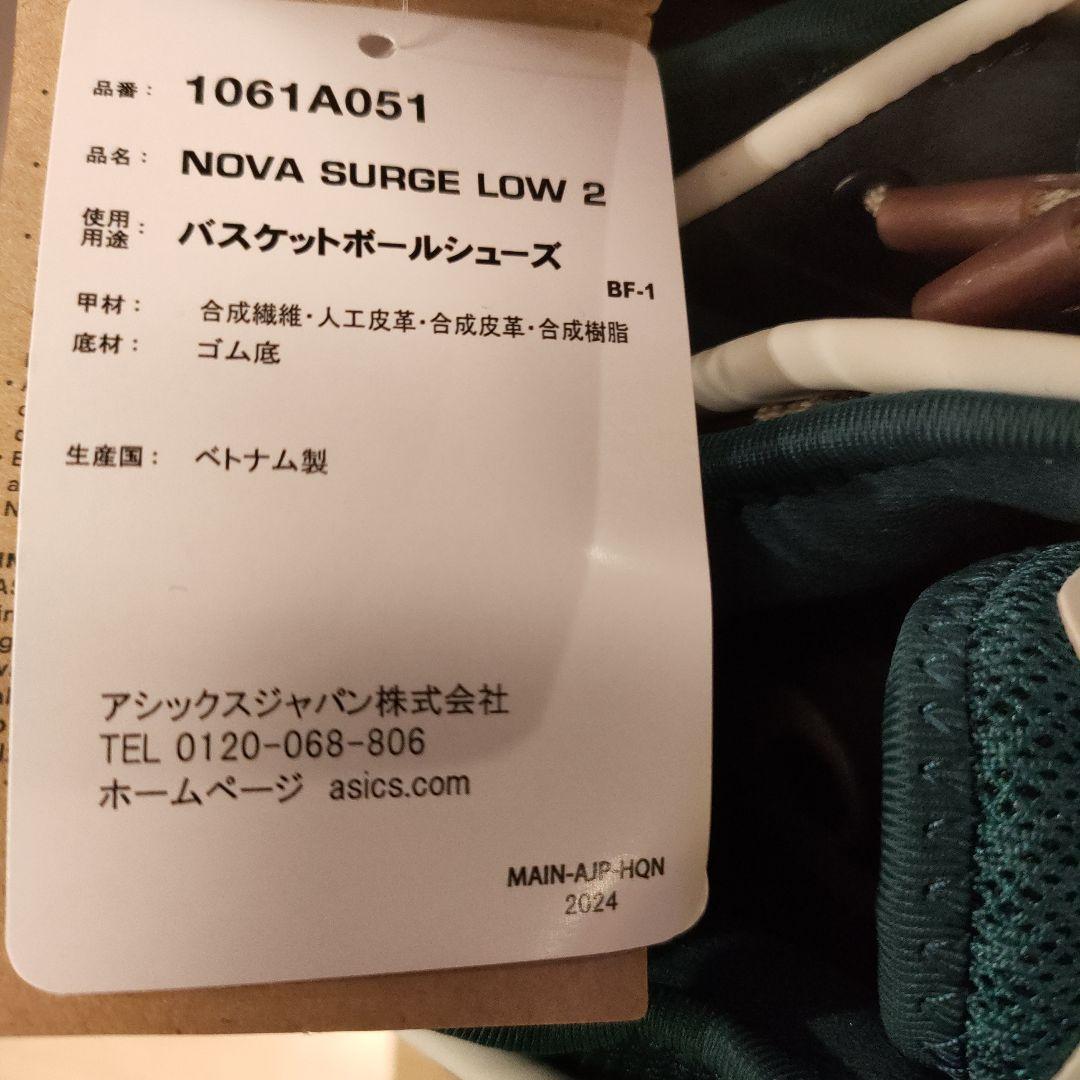 品番： 1061A051
品名： NOVA SURGE LOW 2
使用用途： バスケットボールシューズ
BF-1
甲材： 合成繊維・人工皮革・合成皮革・合成樹脂
底材： ゴム底
生産国： ベトナム製
アシックスジャパン株式会社
TEL 0120-068-806
ホームページ asics.com
MAIN-AJP-HQN
2024